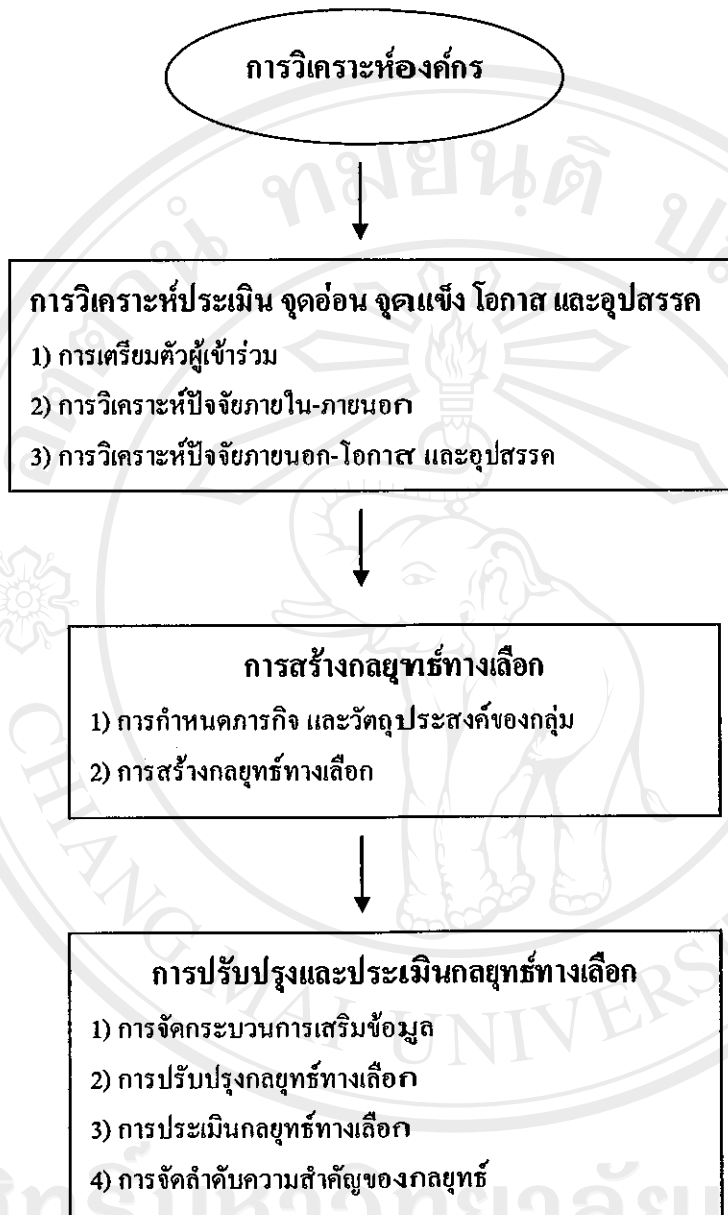 การวิเคราะห์องค์กร
การวิเคราะห์ประเมิน จุดอ่อน จุดแข็ง โอกาส และอุปสรรค
1) การเตรียมตัวผู้เข้าร่วม
2) การวิเคราะห์ปัจจัยภายใน-ภายนอก
3) การวิเคราะห์ปัจจัยภายนอก-โอกาส และอุปสรรค
การสร้างกลยุทธ์ทางเลือก
1) การกำหนดภารกิจ และวัตถุประสงค์ของกลุ่ม
2) การสร้างกลยุทธ์ทางเลือก
การปรับปรุงและประเมินกลยุทธ์ทางเลือก
1) การจัดกระบวนการเสริมข้อมูล
2) การปรับปรุงกลยุทธ์ทางเลือก
3) การประเมินกลยุทธ์ทางเลือก
4) การจัดลำดับความสำคัญของกลยุทธ์
CHIANG MAI UNIVERS